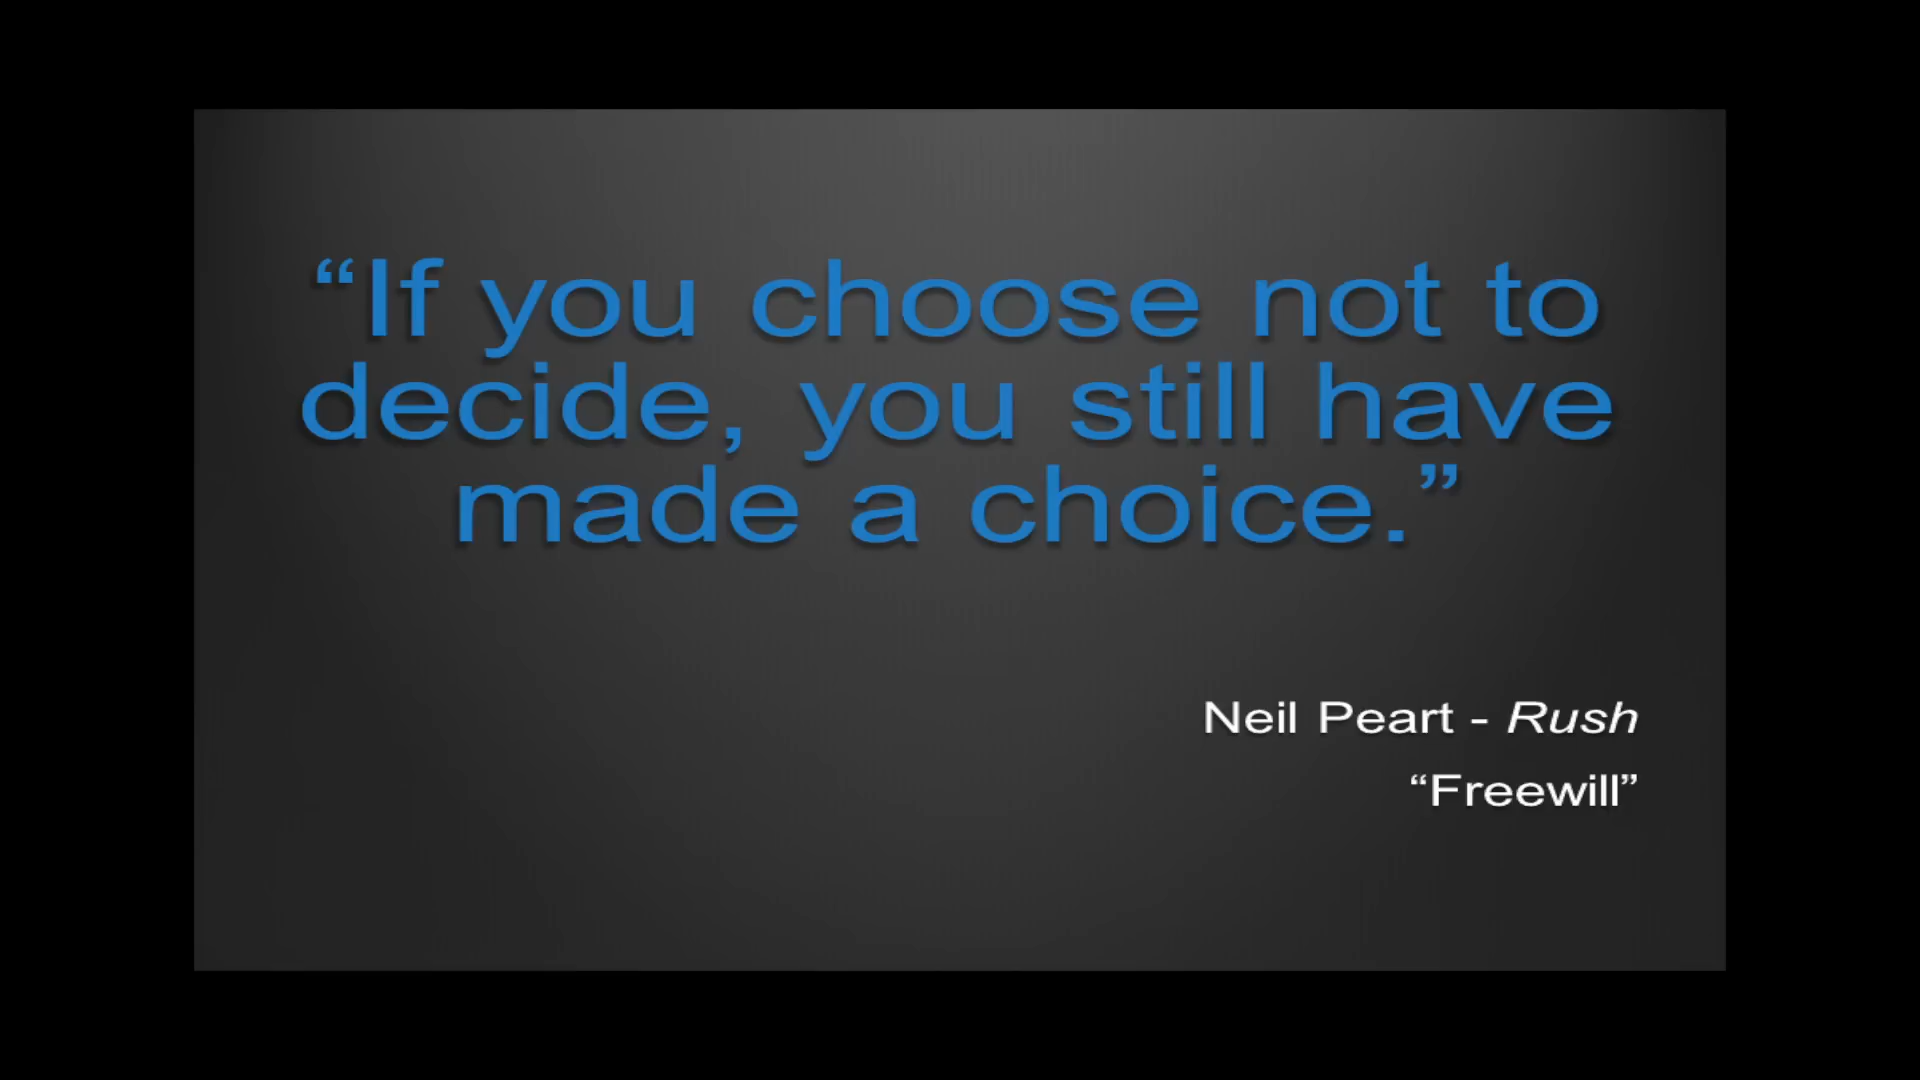 “If you choose not to
decide, you still have
made a choice.”
Neil Peart - Rush
“Freewill”